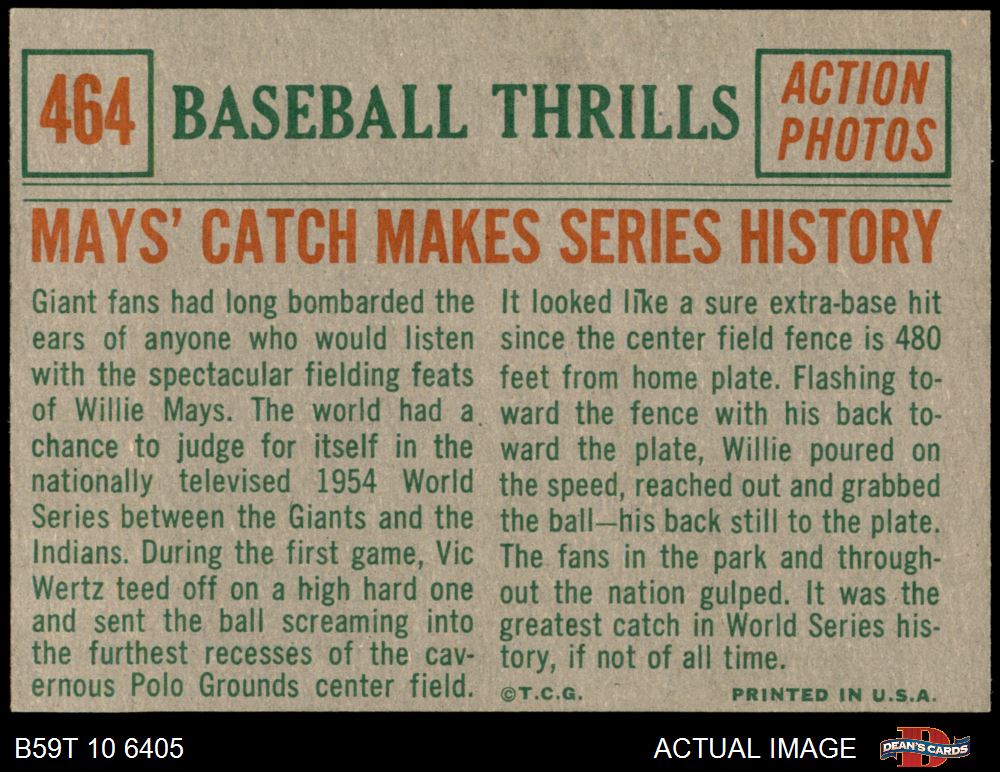 464
BASEBALL THRILLS
ACTION
PHOTOS
MAYS' CATCH MAKES SERIES HISTORY
Giant fans had long bombarded the
ears of anyone who would listen
with the spectacular fielding feats
of Willie Mays. The world had a
chance to judge for itself in the
nationally televised 1954 World
Series between the Giants and the
Indians. During the first game, Vic
Wertz teed off on a high hard one
and sent the ball screaming into
the furthest recesses of the cav-
ernous Polo Grounds center field.
It looked like a sure extra-base hit
since the center field fence is 480
feet from home plate. Flashing to-
ward the fence with his back to-
ward the plate, Willie poured on
the speed, reached out and grabbed
the ball—his back still to the plate.
The fans in the park and through-
out the nation gulped. It was the
greatest catch in World Series his-
tory, if not of all time.
©T.C.G. PRINTED IN U.S.A.
B59T 10 6405
ACTUAL IMAGE
D
DEAN'S CARDS